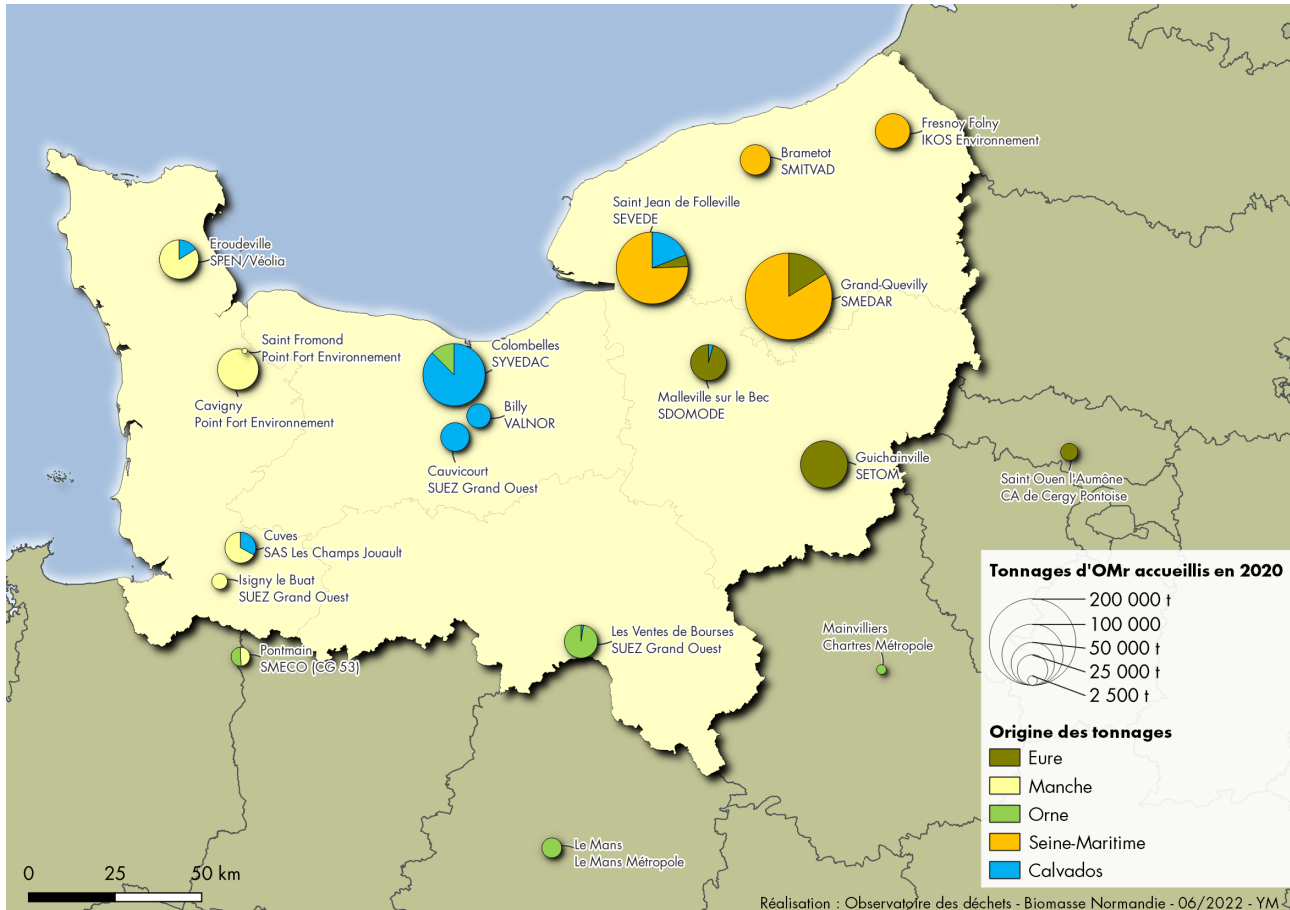 Fresnoy Folny
IKOS Environnement
Brametot
SMITVAD
Saint Jean de Folleville
SEVEDE
Eroudeville
SPEN/Véolia
Grand-Quevilly
SMEDAR
Saint Fromond
Point Fort Environnement
Colombelles
SYVEDAC
Cavigny
Point Fort Environnement
Billy
VALNOR
Malleville sur le Bec
SDOMODE
Cauvicourt
SUEZ Grand Ouest
Guichainville
SETOM
Saint Ouen l'Aumône
CA de Cergy Pontoise
Cuves
SAS Les Champs Jouault
Isigny le Buat
SUEZ Grand Ouest
Pontmain
SMECO (CG 53)
Les Ventes de Bourses
SUEZ Grand Ouest
Mainvilliers
Chartres Métropole
Le Mans
Le Mans Métropole
Tonnages d'OMr accueillis en 2020
200 000 t
100 000
50 000 t
25 000 t
2 500 t
Origine des tonnages
Eure
Manche
Orne
Seine-Maritime
Calvados
0 25 50 km
Réalisation : Observatoire des déchets - Biomasse Normandie - 06/2022 - YM